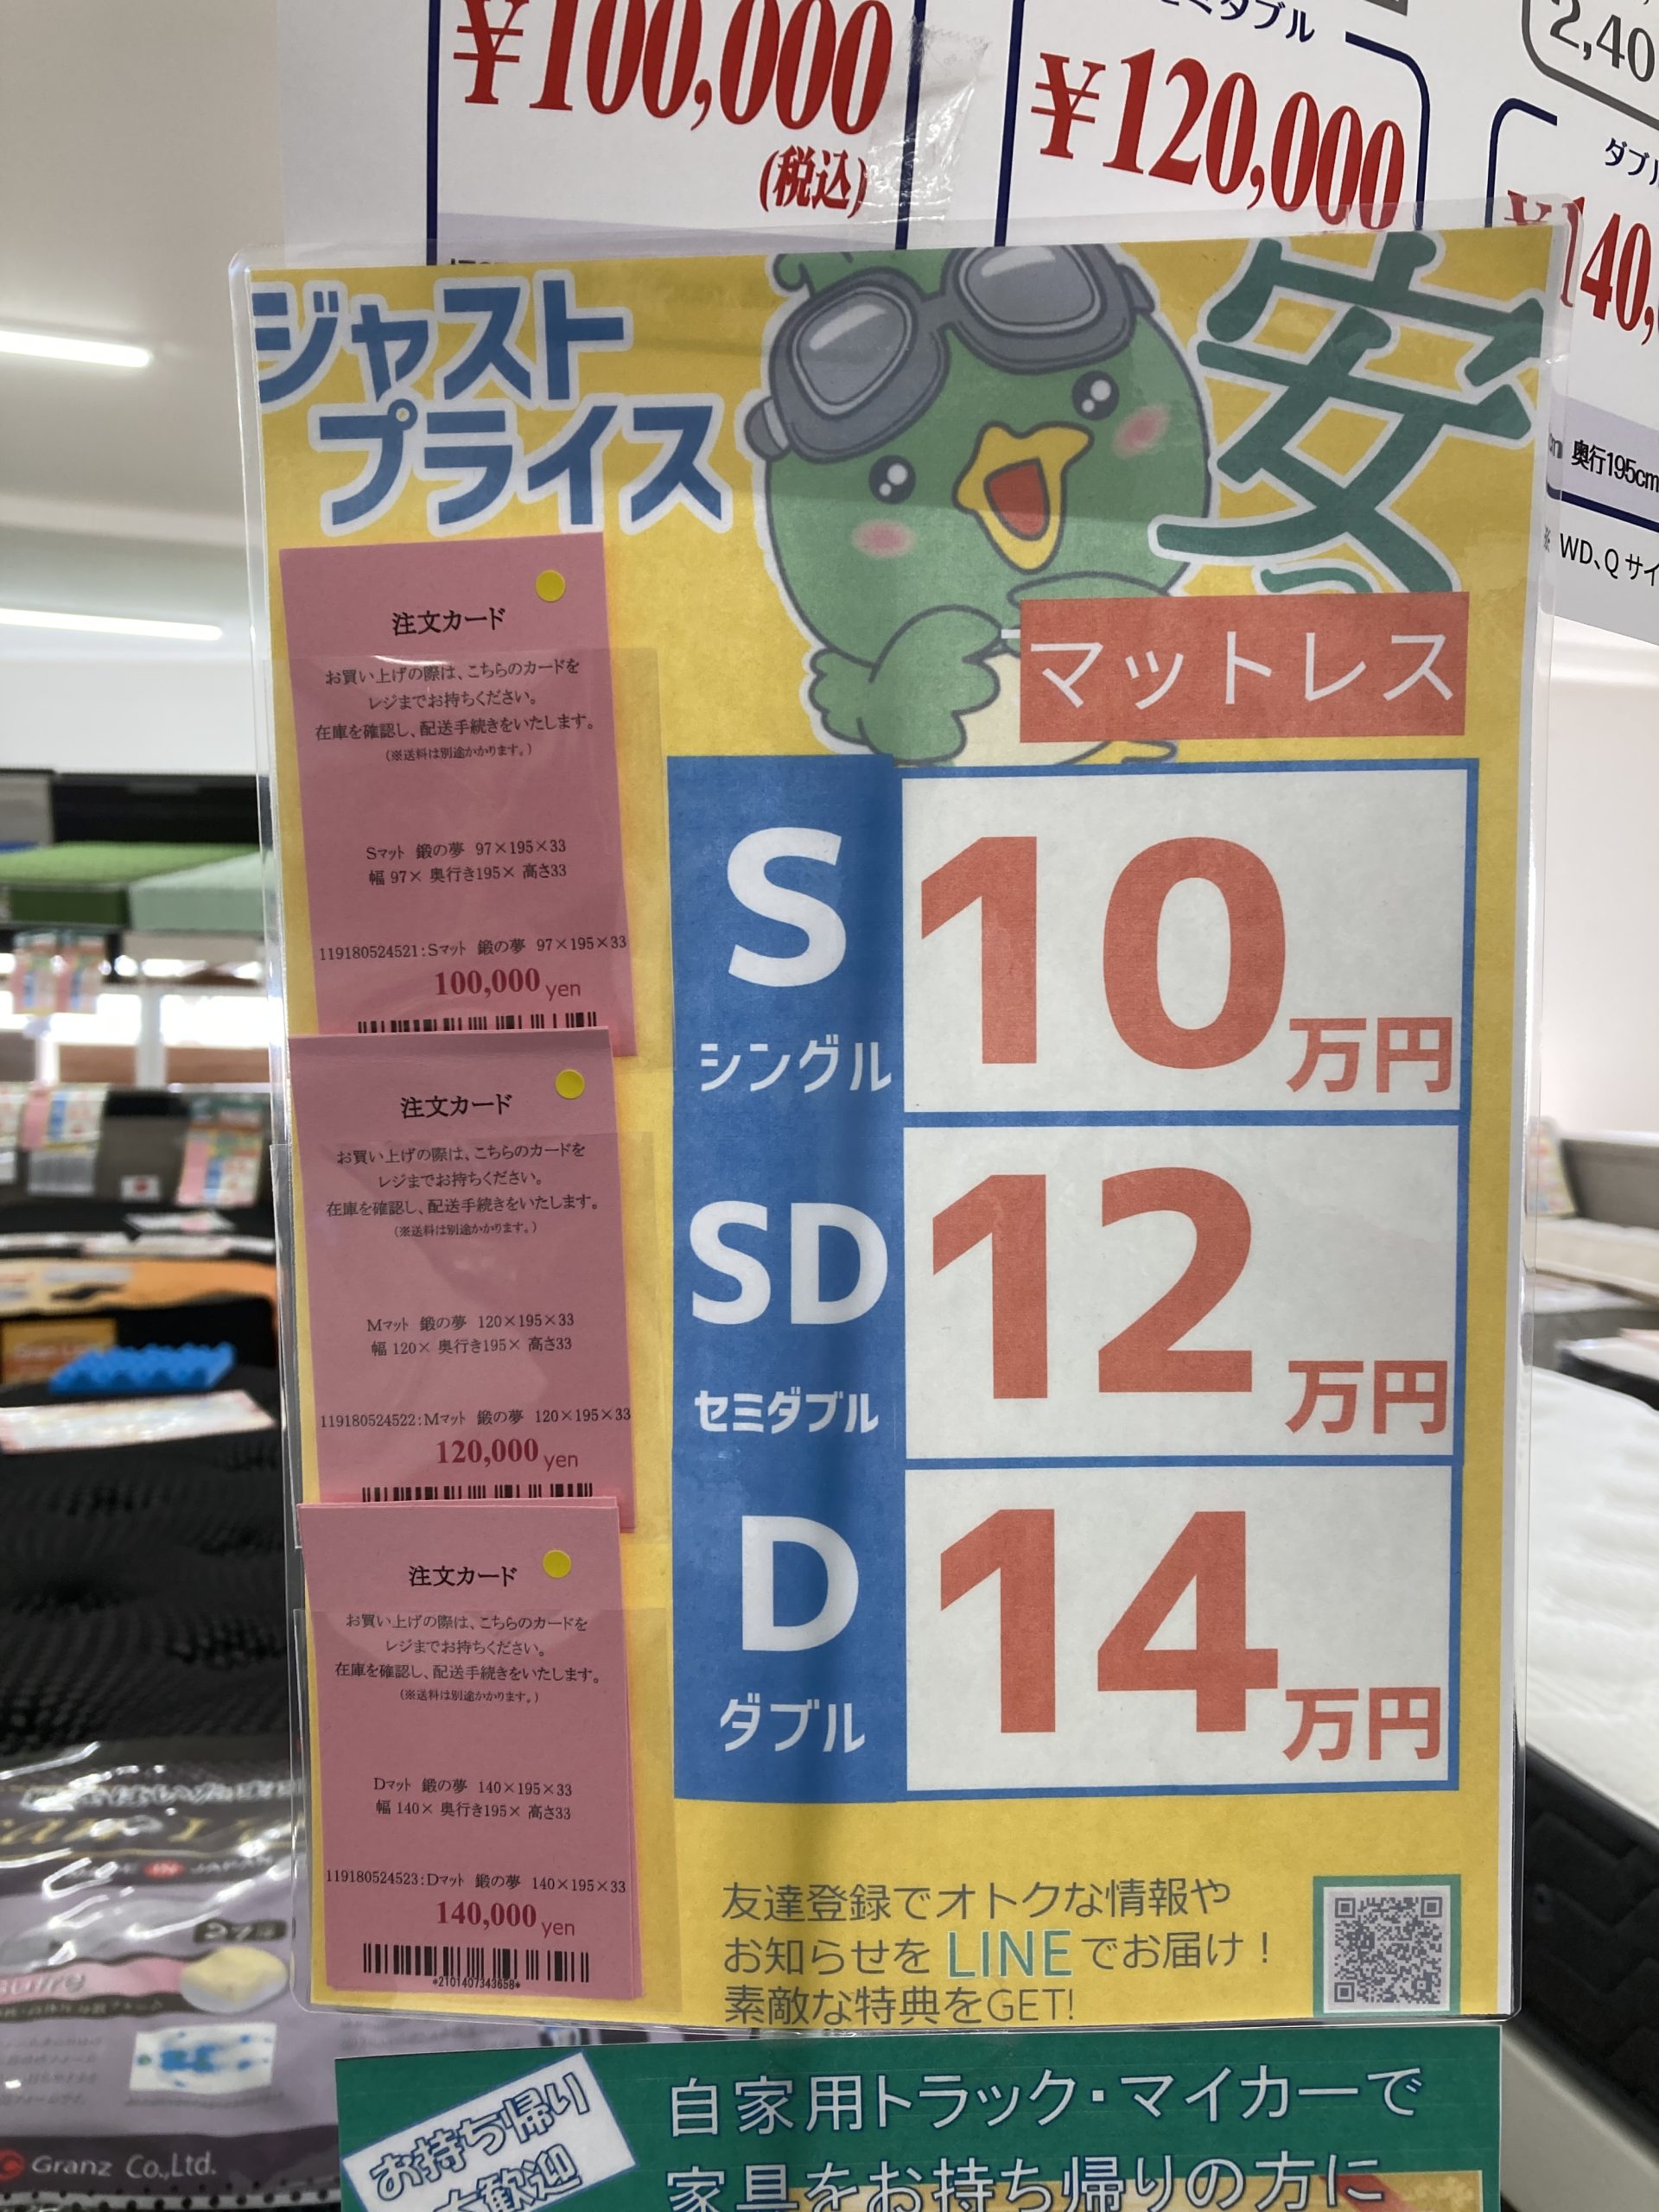 ¥100,000
(税込)
¥120,000
2,40
¥140,
奥行195cm
WD、Qサイ
ジャスト
プライス
安
マットレス
注文カード
お買い上げの際は、こちらのカードを
レジまでお持ちください。
在庫を確認し、配送手続きをいたします。
(※送料は別途かかります。)
Sマット 鍛の夢 97×195×33
幅 97× 奥行き195× 高さ33
119180524521:Sマット 鍛の夢 97×195×33
100,000 yen
注文カード
お買い上げの際は、こちらのカードを
レジまでお持ちください。
在庫を確認し、配送手続きをいたします。
(※送料は別途かかります。)
Mマット 鍛の夢 120×195×33
幅 120× 奥行き195× 高さ33
119180524522:Mマット 鍛の夢 120×195×33
120,000 yen
注文カード
お買い上げの際は、こちらのカードを
レジまでお持ちください。
在庫を確認し、配送手続きをいたします。
(※送料は別途かかります。)
Dマット 鍛の夢 140×195×33
幅 140× 奥行き195× 高さ33
119180524523:Dマット 鍛の夢 140×195×33
140,000 yen
*2101407343658*
S
シングル
10万円
SD
セミダブル
12万円
D
ダブル
14万円
友達登録でオトクな情報や
お知らせを LINE でお届け!
素敵な特典をGET!
お持ち帰り
大歓迎
自家用トラック・マイカーで
家具をお持ち帰りの方に
Granz Co.,Ltd.